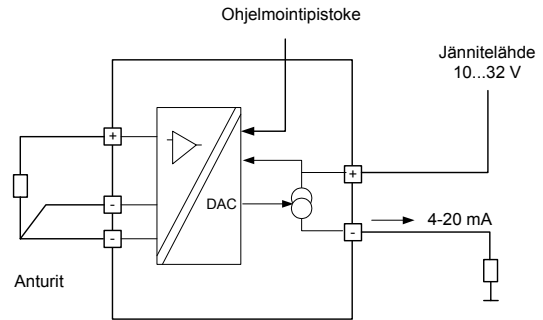 Ohjelmointipistoke
Jännitelähde
10...32 V
+
-
-
DAC
+
-
4-20 mA
Anturit